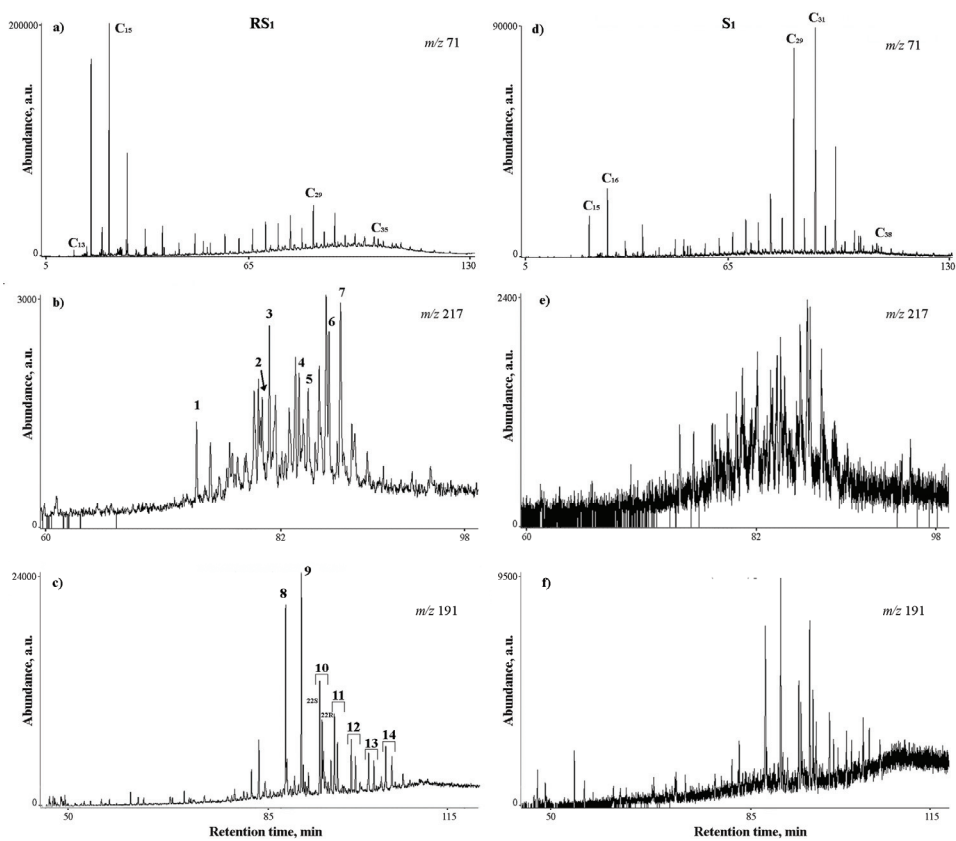 RS₁
S₁
a)
m/z 71
200000
0
Abundance, a.u.
C₁₅
C₁₃
C₂₉
C₃₅
5
65
130
d)
m/z 71
90000
0
Abundance, a.u.
C₁₅
C₁₆
C₂₉
C₃₁
C₃₈
5
65
130
b)
m/z 217
3000
0
Abundance, a.u.
1
2
3
4
5
6
7
60
82
98
e)
m/z 217
2400
0
Abundance, a.u.
60
82
98
c)
m/z 191
24000
0
Abundance, a.u.
8
9
10
22S
22R
11
12
13
14
50
85
115
Retention time, min
f)
m/z 191
9500
0
Abundance, a.u.
50
85
115
Retention time, min